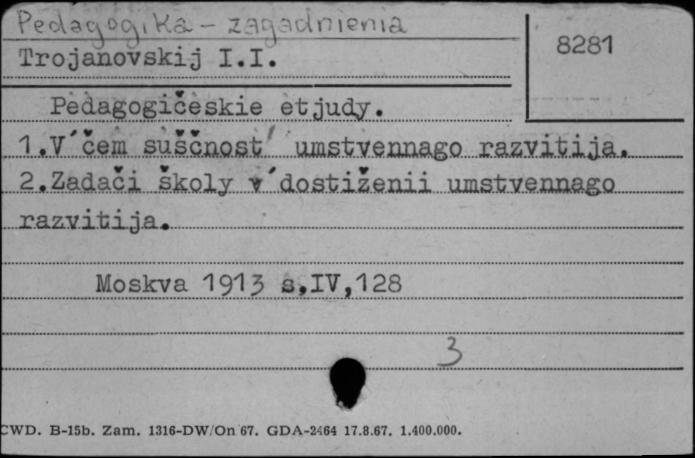 Pedagogika - zagadnienia
8281
Trojanovskij I.I.
Pedagogičeskie etjudy.
1.V´čem suščnost´ umstvennago razvitija.
2.Zadači školy v´dostiženii umstvennago
razvitija.
Moskva 1913 s,IV,128
3
CWD. B-15b. Zam. 1316-DW/On 67. GDA-2464 17.8.67. 1.400.000.